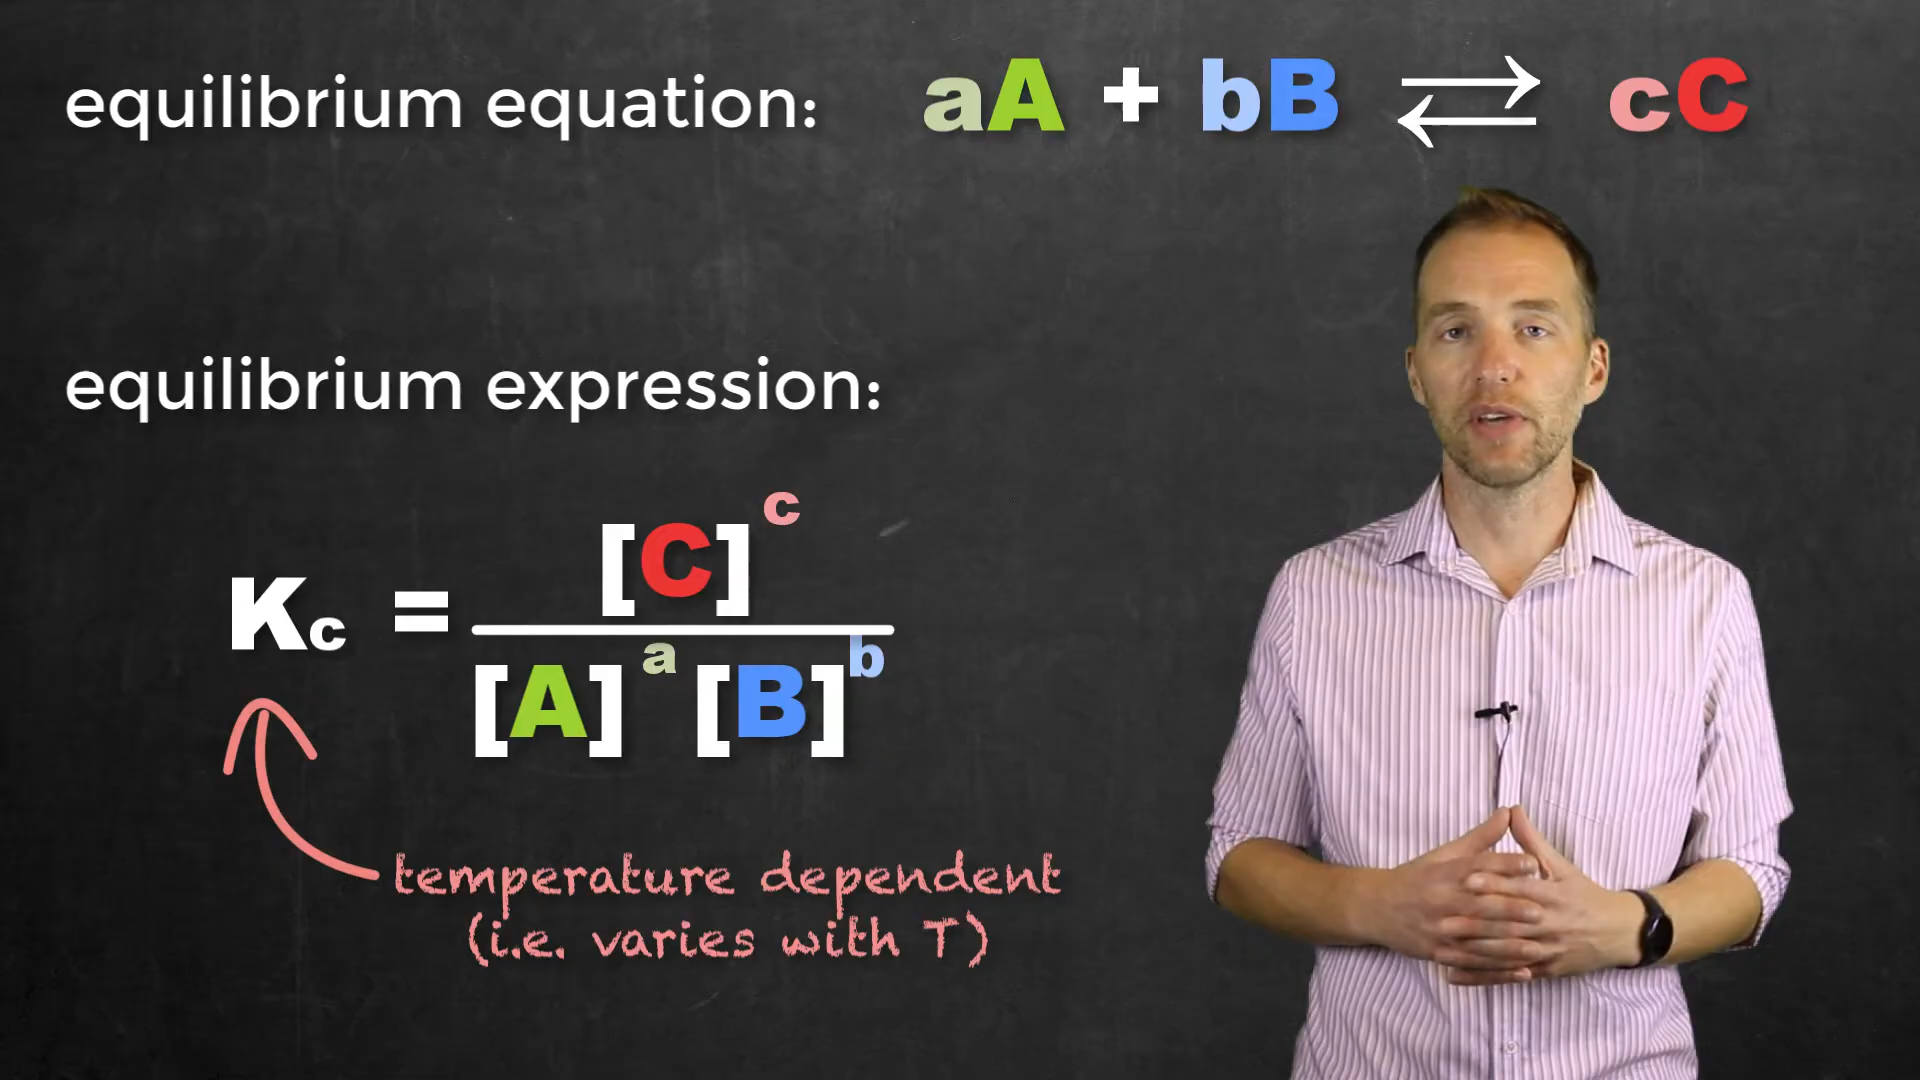 equilibrium equation: aA + bB ⇄ cC
equilibrium expression:
[C]^c
Kc = ―――
[A]^a [B]^b
temperature dependent
(i.e. varies with T)